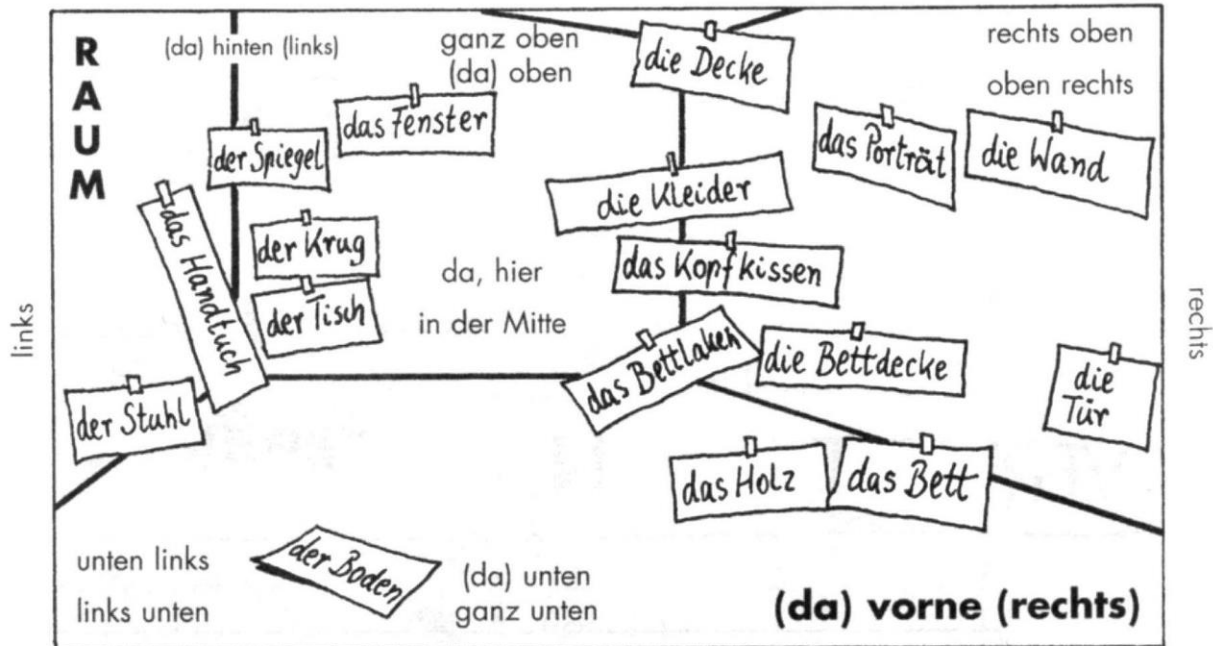 RAUM
(da) hinten (links)
ganz oben
(da) oben
rechts oben
oben rechts
die Decke
das Fenster
der Spiegel
das Porträt
die Wand
die Kleider
das Handtuch
der Krug
das Kopfkissen
da, hier
der Tisch
in der Mitte
links
rechts
das Bettlaken
die Bettdecke
die
Tür
der Stuhl
das Holz
das Bett
unten links
links unten
der Boden
(da) unten
ganz unten
(da) vorne (rechts)